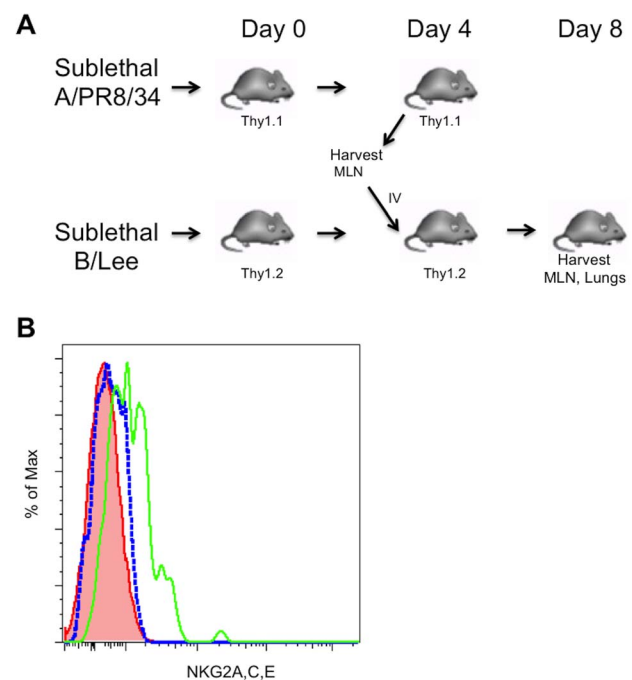 A
Day 0 Day 4 Day 8
Sublethal
A/PR8/34
Thy1.1 Thy1.1
Harvest
MLN
IV
Sublethal
B/Lee
Thy1.2 Thy1.2
Harvest
MLN, Lungs
B
% of Max
NKG2A,C,E